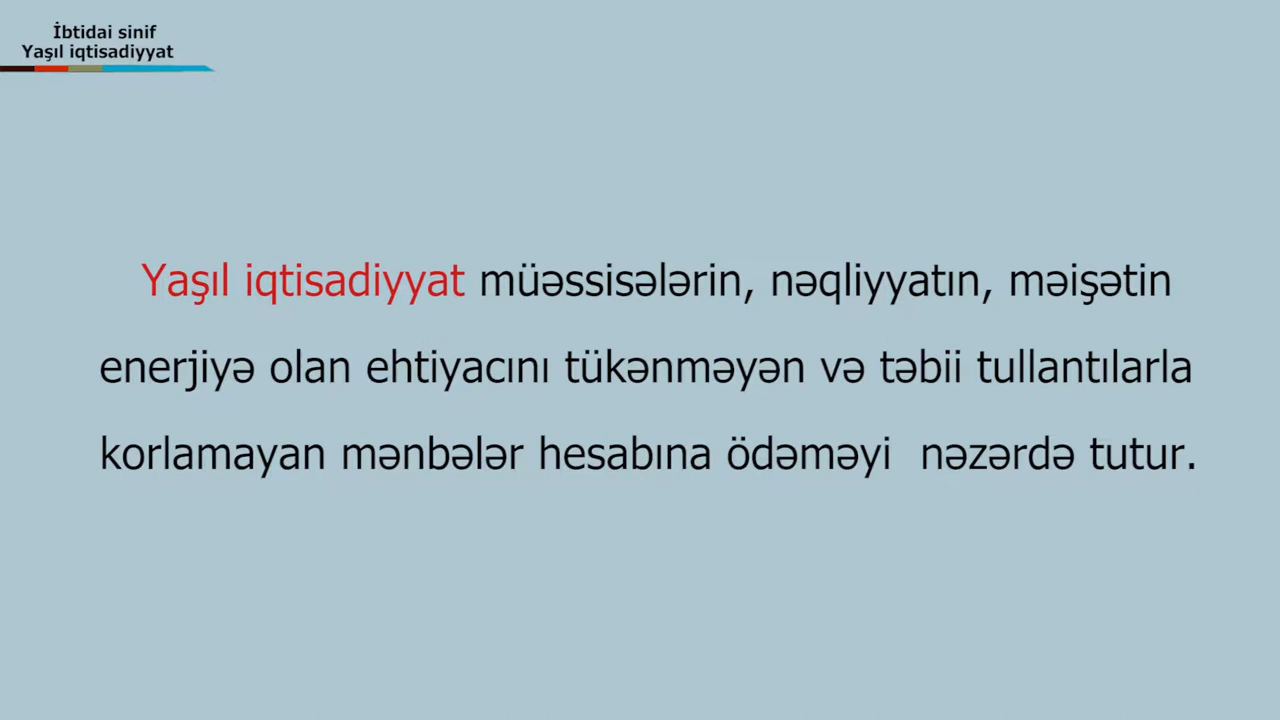 İbtidai sinif
Yaşıl iqtisadiyyat
Yaşıl iqtisadiyyat müəssisələrin, nəqliyyatın, məişətin
enerjiyə olan ehtiyacını tükənməyən və təbii tullantılarla
korlamayan mənbələr hesabına ödəməyi  nəzərdə tutur.